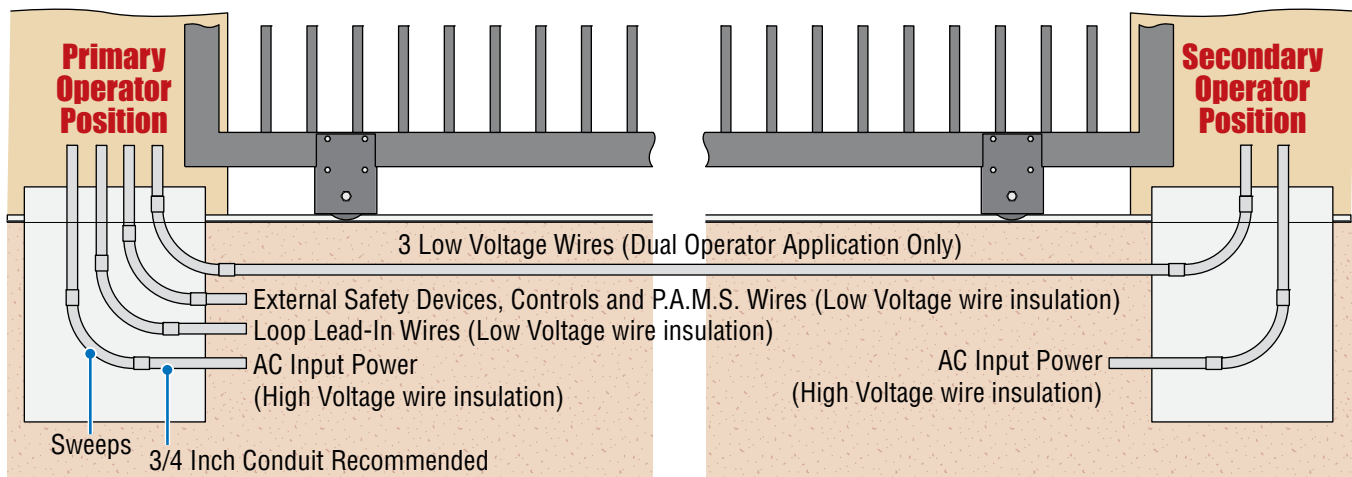 Primary
Operator
Position
Secondary
Operator
Position
3 Low Voltage Wires (Dual Operator Application Only)
External Safety Devices, Controls and P.A.M.S. Wires (Low Voltage wire insulation)
Loop Lead-In Wires (Low Voltage wire insulation)
AC Input Power
(High Voltage wire insulation)
AC Input Power
(High Voltage wire insulation)
Sweeps
3/4 Inch Conduit Recommended